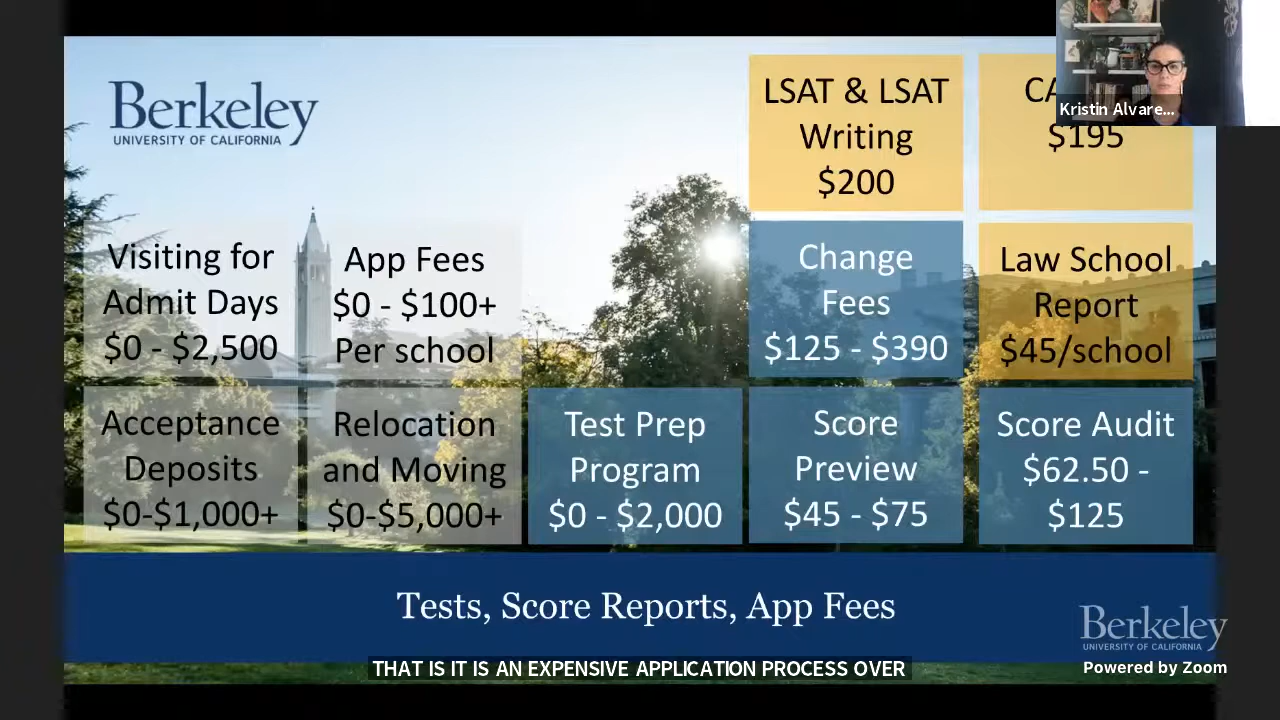 Berkeley
UNIVERSITY OF CALIFORNIA
LSAT & LSAT
Writing
$200
$195
Kristin Alvare...
Visiting for
Admit Days
$0 - $2,500
App Fees
$0 - $100+
Per school
Change
Fees
$125 - $390
Law School
Report
$45/school
Acceptance
Deposits
$0-$1,000+
Relocation
and Moving
$0-$5,000+
Test Prep
Program
$0 - $2,000
Score
Preview
$45 - $75
Score Audit
$62.50 -
$125
Tests, Score Reports, App Fees
Berkeley
UNIVERSITY OF CALIFORNIA
Powered by Zoom
THAT IS IT IS AN EXPENSIVE APPLICATION PROCESS OVER